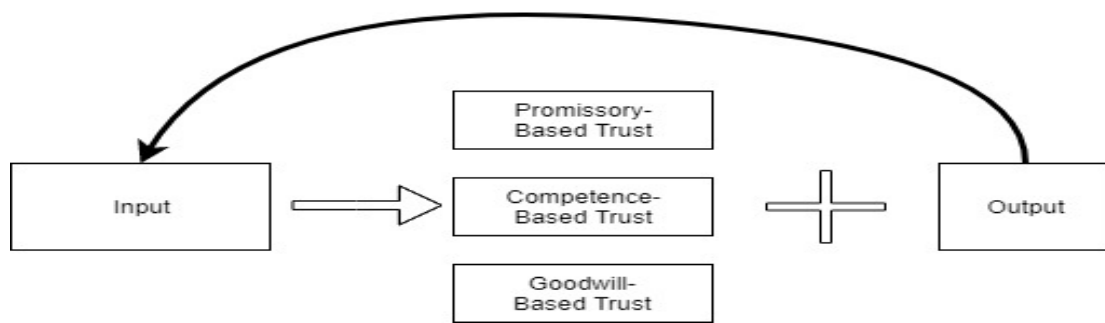 Promissory-
Based Trust
Input
Competence-
Based Trust
Output
Goodwill-
Based Trust